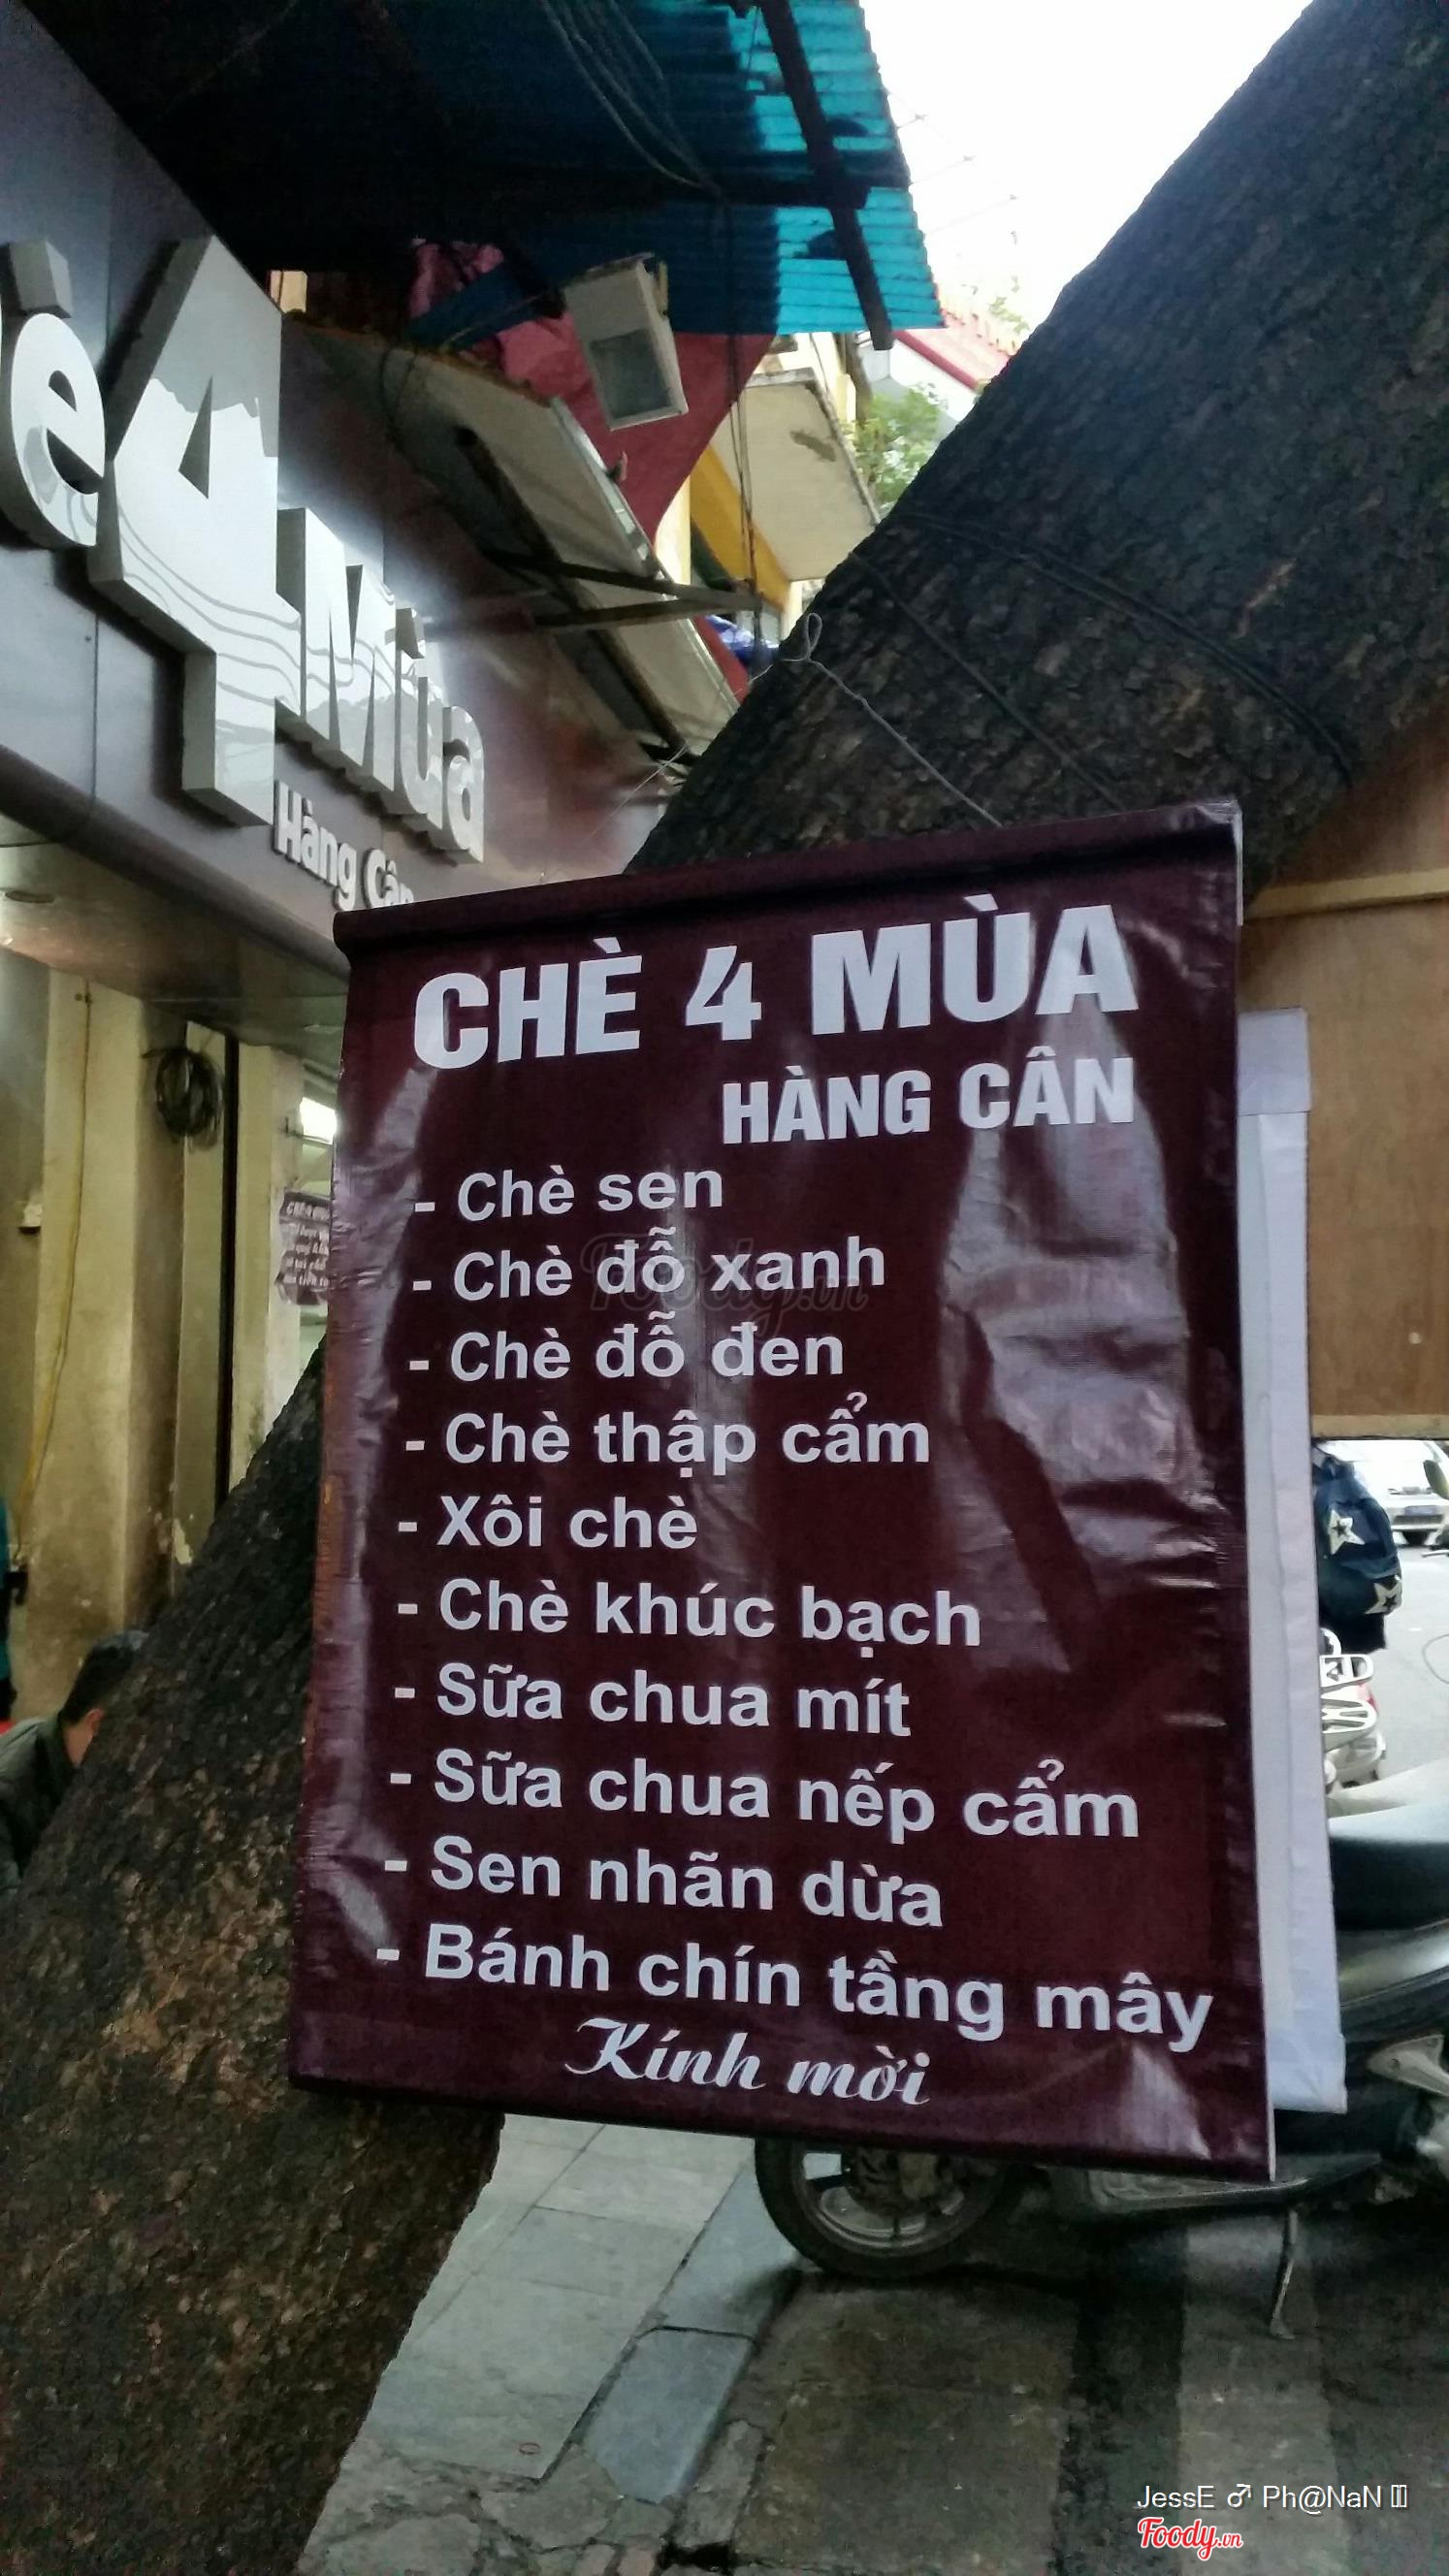 è 4 Mùa
Hàng Cân
CHÈ 4 MÙA
HÀNG CÂN
- Chè sen
- Chè đỗ xanh
- Chè đỗ đen
- Chè thập cẩm
- Xôi chè
- Chè khúc bạch
- Sữa chua mít
- Sữa chua nếp cẩm
- Sen nhãn dừa
- Bánh chín tầng mây
Kính mời
Foody.vn
JessE ♂ Ph@NaN
Foody.vn